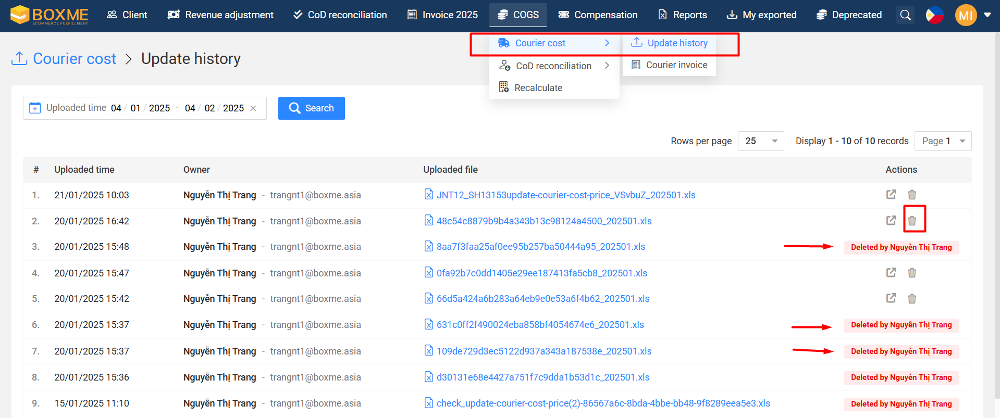 BOXME
ECOMMERCE FULFILLMENT
Client
Revenue adjustment
CoD reconciliation
Invoice 2025
COGS
Compensation
Reports
My exported
Deprecated
MI
Courier cost
Update history
CoD reconciliation
Courier invoice
Recalculate
Courier cost > Update history
Uploaded time 04 / 01 / 2025 - 04 / 02 / 2025
Search
Rows per page 25 Display 1 - 10 of 10 records Page 1
# Uploaded time Owner Uploaded file Actions
1. 21/01/2025 10:03 Nguyễn Thị Trang - trangnt1@boxme.asia JNT12_SH13153update-courier-cost-price_VSvbuZ_202501.xls
2. 20/01/2025 16:42 Nguyễn Thị Trang - trangnt1@boxme.asia 48c54c8879b9b4a343b13c98124a4500_202501.xls
3. 20/01/2025 15:48 Nguyễn Thị Trang - trangnt1@boxme.asia 8aa7f3faa25af0ee95b257ba50444a95_202501.xls Deleted by Nguyễn Thị Trang
4. 20/01/2025 15:47 Nguyễn Thị Trang - trangnt1@boxme.asia 0fa92b7c0dd1405e29ee187413fa5cb8_202501.xls
5. 20/01/2025 15:42 Nguyễn Thị Trang - trangnt1@boxme.asia 66d5a424a6b283a64eb9e0e53a6f4b62_202501.xls
6. 20/01/2025 15:37 Nguyễn Thị Trang - trangnt1@boxme.asia 631c0ff2f490024eba858bf4054674e6_202501.xls Deleted by Nguyễn Thị Trang
7. 20/01/2025 15:37 Nguyễn Thị Trang - trangnt1@boxme.asia 109de729d3ec5122d937a343a187538e_202501.xls Deleted by Nguyễn Thị Trang
8. 20/01/2025 15:36 Nguyễn Thị Trang - trangnt1@boxme.asia d30131e68e4427a751f7c9dda1b53d1c_202501.xls Deleted by Nguyễn Thị Trang
9. 15/01/2025 11:10 Nguyễn Thị Trang - trangnt1@boxme.asia check_update-courier-cost-price(2)-86567a6c-8bda-4bbe-bb48-9f8289eea5e3.xls Deleted by Nguyễn Thị Trang